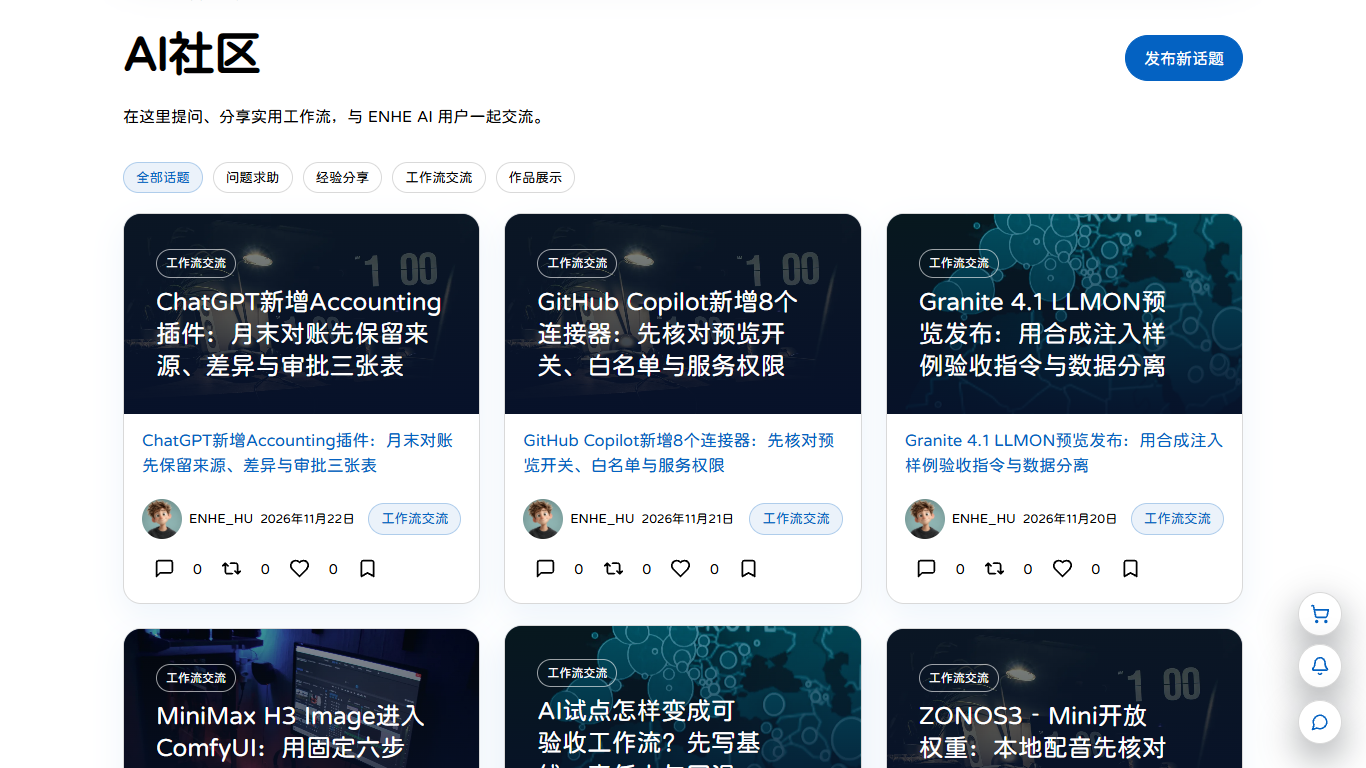 AI社区
发布新话题
在这里提问、分享实用工作流，与 ENHE AI 用户一起交流。
全部话题
问题求助
经验分享
工作流交流
作品展示
工作流交流
1 00
ChatGPT新增Accounting
插件：月末对账先保留来
源、差异与审批三张表
ChatGPT新增Accounting插件：月末对账
先保留来源、差异与审批三张表
ENHE_HU 2026年11月22日
工作流交流
0 0 0
工作流交流
1 00
GitHub Copilot新增8个
连接器：先核对预览开
关、白名单与服务权限
GitHub Copilot新增8个连接器：先核对预
览开关、白名单与服务权限
ENHE_HU 2026年11月21日
工作流交流
0 0 0
工作流交流
Granite 4.1 LLMON预
览发布：用合成注入样
例验收指令与数据分离
Granite 4.1 LLMON预览发布：用合成注入
样例验收指令与数据分离
ENHE_HU 2026年11月20日
工作流交流
0 0 0
工作流交流
MiniMax H3 Image进入
ComfyUI：用固定六步
工作流交流
AI试点怎样变成可
验收工作流？先写基
工作流交流
1 00
ZONOS3 - Mini开放
权重：本地配音先核对